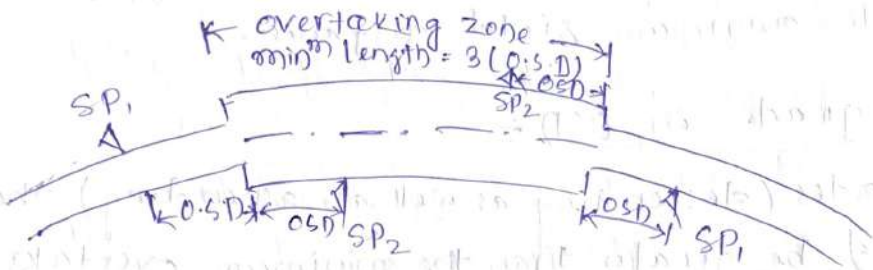 overtaking zone
minᵐ length = 3 (O.S.D)
OSD
SP₂
SP₁
O.S.D
OSD
SP₂
OSD
SP₁